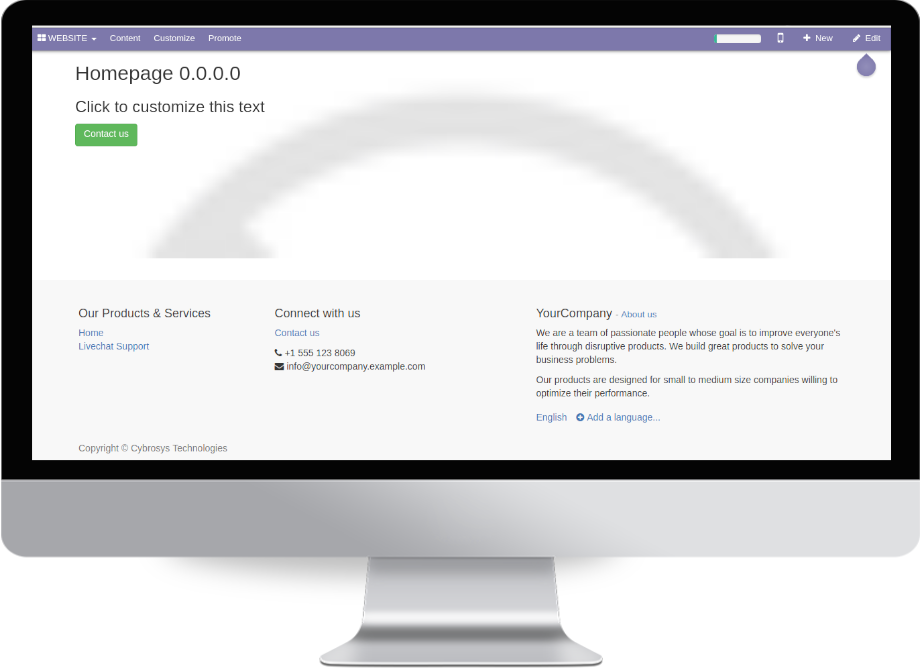 WEBSITE Content Customize Promote New Edit
Homepage 0.0.0.0
Click to customize this text
Contact us
Our Products & Services
Home
Livechat Support
Connect with us
Contact us
+1 555 123 8069
info@yourcompany.example.com
YourCompany - About us
We are a team of passionate people whose goal is to improve everyone's
life through disruptive products. We build great products to solve your
business problems.
Our products are designed for small to medium size companies willing to
optimize their performance.
English Add a language...
Copyright © Cybrosys Technologies